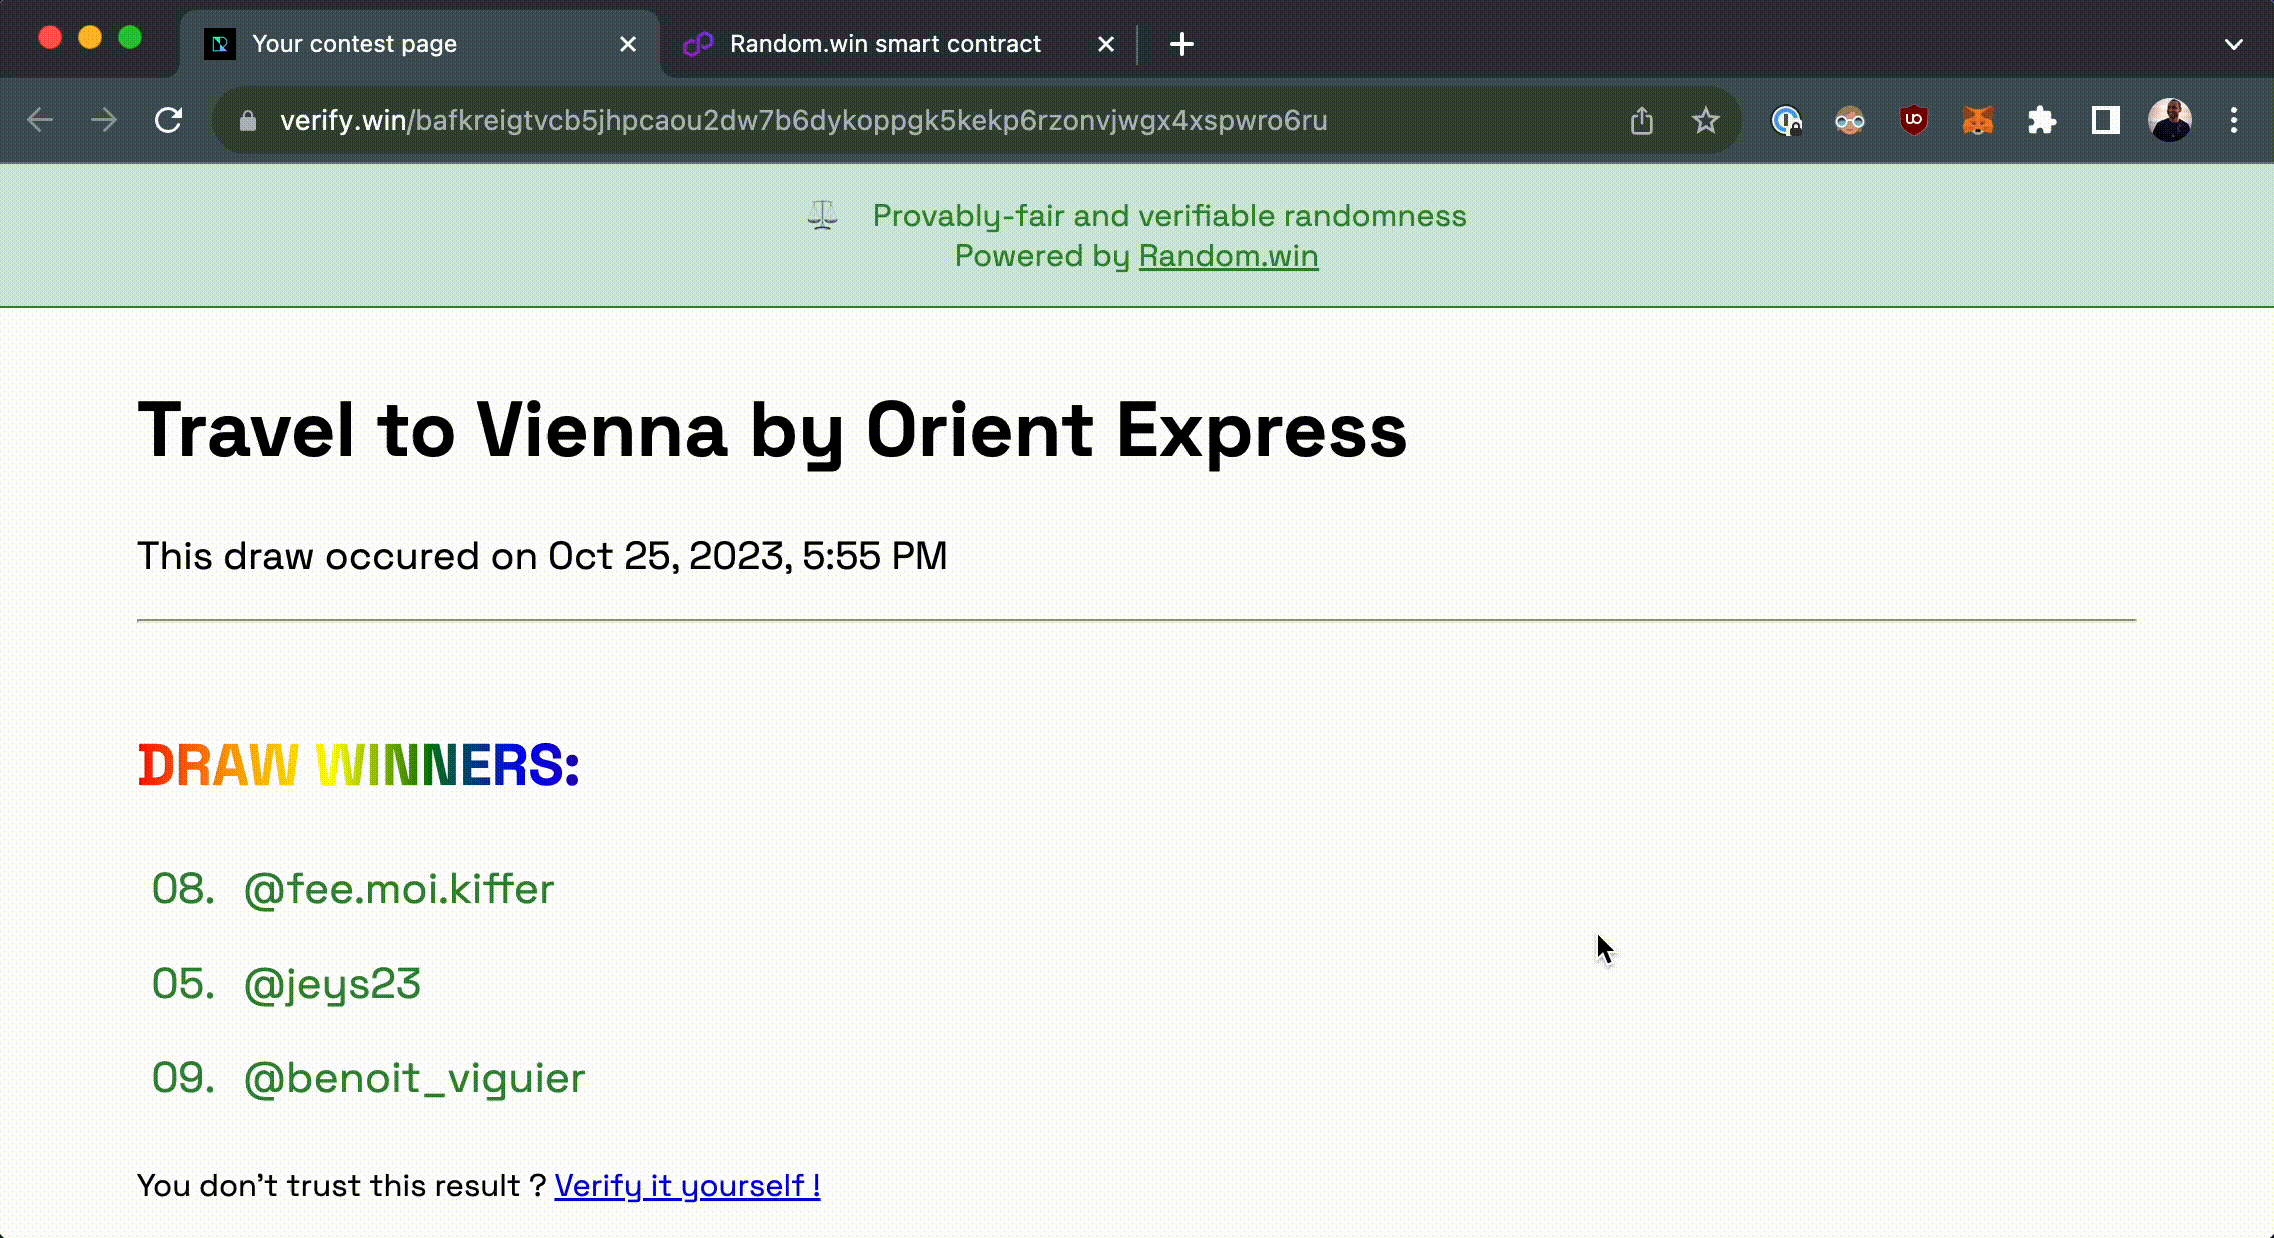 Your contest page
Random.win smart contract
verify.win/bafkreigtvcb5jhpcaou2dw7b6dykoppgk5kekp6rzonvjwgx4xspwro6ru
Provably-fair and verifiable randomness
Powered by Random.win
Travel to Vienna by Orient Express
This draw occured on Oct 25, 2023, 5:55 PM
DRAW WINNERS:
08. @fee.moi.kiffer
05. @jeys23
09. @benoit_viguier
You don't trust this result ? Verify it yourself !